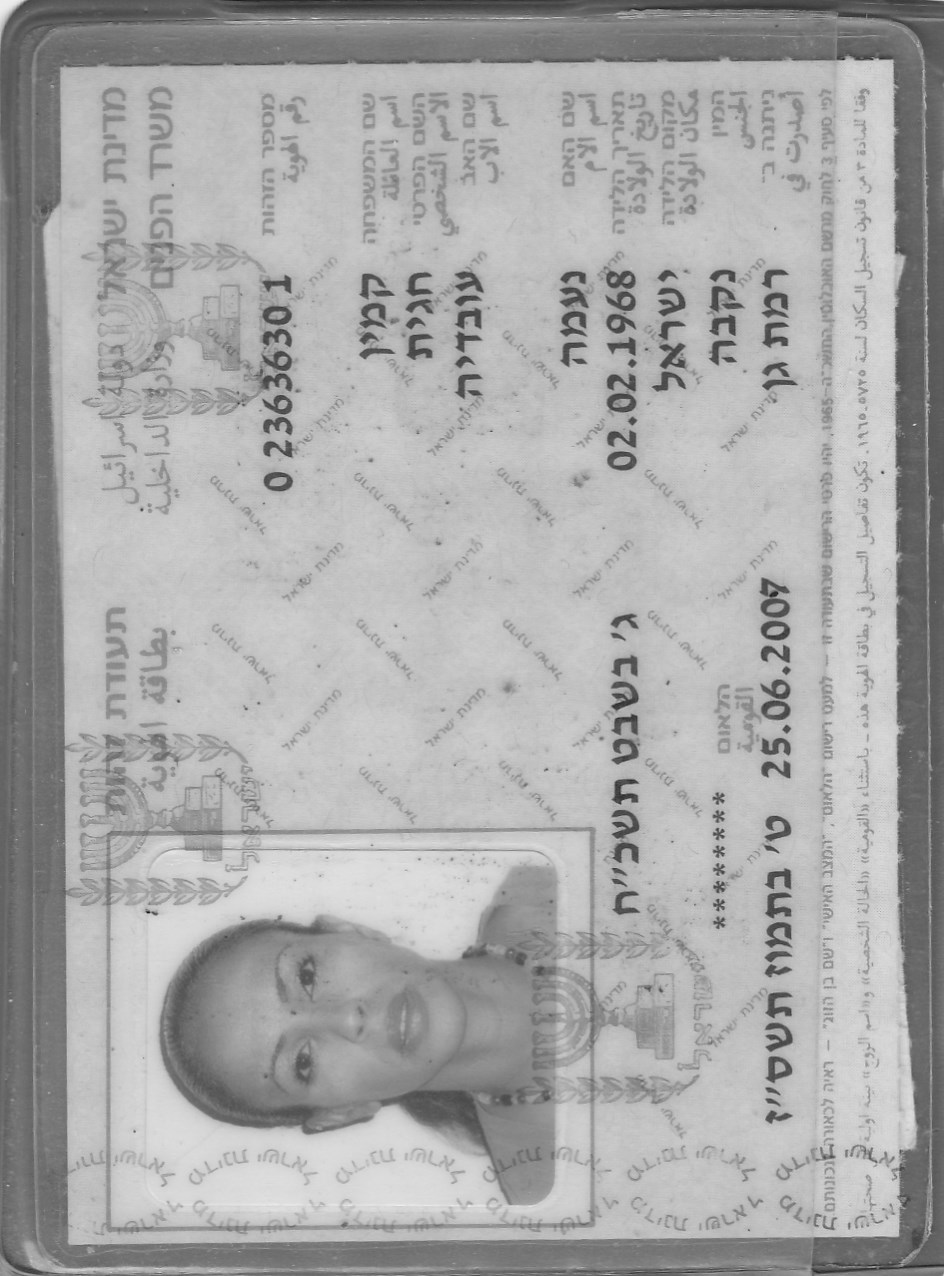 מדינת ישראל دولة اسرائيل תעודת זהות
משרד הפנים وزارة الداخلية بطاقة الهوية
ישראל
ישראל
מספר הזהות 0 2363630 1
رقم الهوية
שם המשפחה קמין
اسم العائلة
השם הפרטי חגית
الاسم الشخصي
שם האב עובדיה
اسم الاب
שם האם נעמה
اسم الام
תאריך הלידה 02.02.1968 ג' בשבט תשכ"ח
تاريخ الولادة
מקום הלידה ישראל
مكان الولادة
ישראל
המין נקבה הלאום ********
الجنس القومية
ניתנה ב- רמת גן 25.06.2007 ט' בתמוז תשס"ז
أصدرت في
לפי סעיף 3 לחוק מרשם האוכלוסין,התשכ"ה-1965, יהיו פרטי הרישום שבתעודה זו – למעט רישום "הלאום", "המצב האישי" ו"שם בן הזוג" – ראיה לכאורה לנכונותם.
وفقا للمادة ٣ من قانون تسجيل السكان لسنة ٥٧٢٥-١٩٦٥، تكون تفاصيل التسجيل في بطاقة الهوية هذه – باستثناء «القومية» «الحالة الشخصية» و«اسم الزوج» بينة اولية